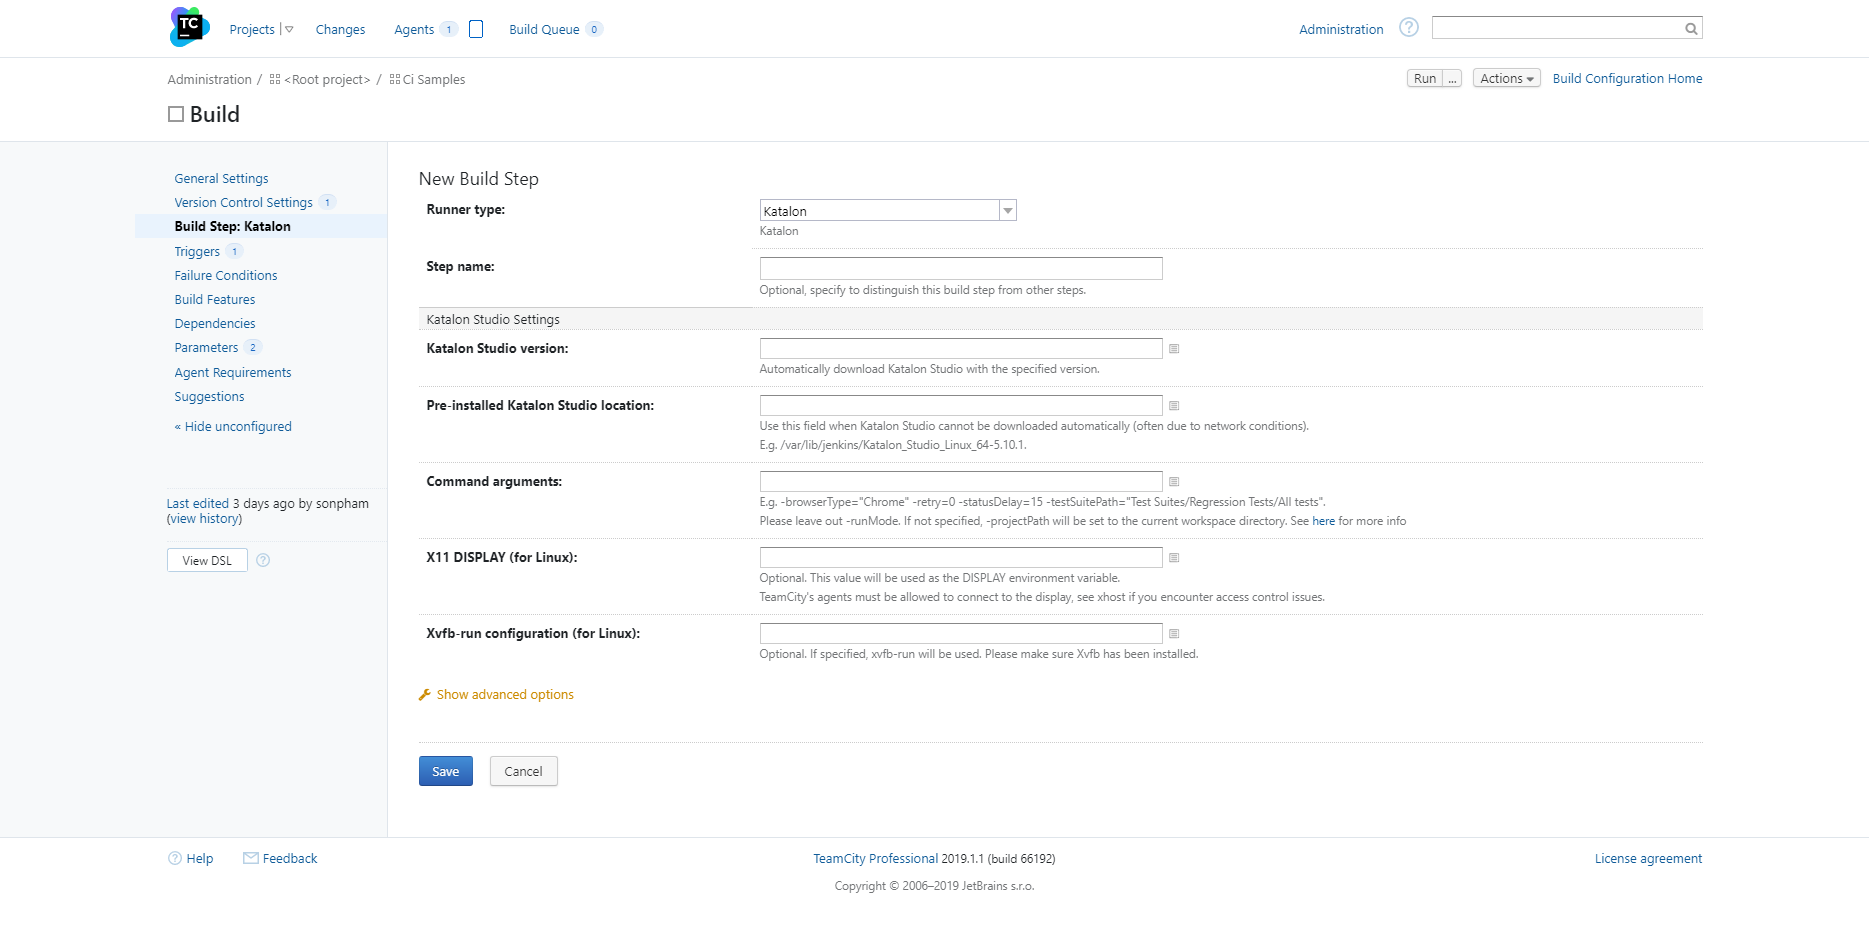 TC
Projects
Changes
Agents 1
Build Queue 0
Administration
?
Administration / <Root project> / Ci Samples
Run ...
Actions
Build Configuration Home
Build
General Settings
Version Control Settings 1
Build Step: Katalon
Triggers 1
Failure Conditions
Build Features
Dependencies
Parameters 2
Agent Requirements
Suggestions
« Hide unconfigured
Last edited 3 days ago by sonpham
(view history)
View DSL ?
New Build Step
Runner type:
Katalon
Katalon
Step name:
Optional, specify to distinguish this build step from other steps.
Katalon Studio Settings
Katalon Studio version:
Automatically download Katalon Studio with the specified version.
Pre-installed Katalon Studio location:
Use this field when Katalon Studio cannot be downloaded automatically (often due to network conditions).
E.g. /var/lib/jenkins/Katalon_Studio_Linux_64-5.10.1.
Command arguments:
E.g. -browserType="Chrome" -retry=0 -statusDelay=15 -testSuitePath="Test Suites/Regression Tests/All tests".
Please leave out -runMode. If not specified, -projectPath will be set to the current workspace directory. See here for more info
X11 DISPLAY (for Linux):
Optional. This value will be used as the DISPLAY environment variable.
TeamCity's agents must be allowed to connect to the display, see xhost if you encounter access control issues.
Xvfb-run configuration (for Linux):
Optional. If specified, xvfb-run will be used. Please make sure Xvfb has been installed.
Show advanced options
Save
Cancel
? Help
Feedback
TeamCity Professional 2019.1.1 (build 66192)
License agreement
Copyright © 2006–2019 JetBrains s.r.o.